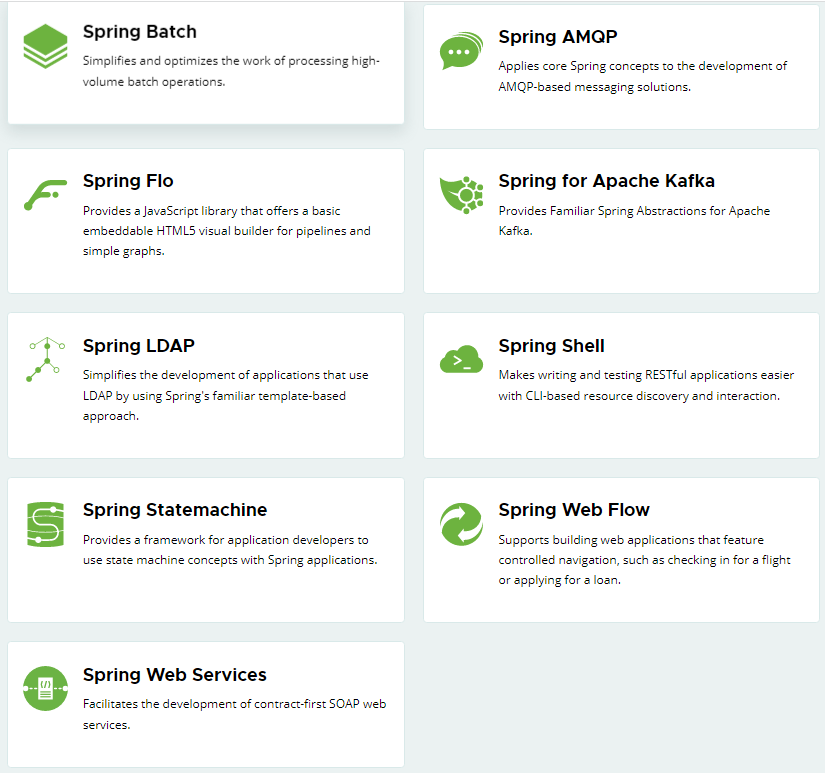 Spring Batch
Simplifies and optimizes the work of processing high-
volume batch operations.
Spring AMQP
Applies core Spring concepts to the development of
AMQP-based messaging solutions.
Spring Flo
Provides a JavaScript library that offers a basic
embeddable HTML5 visual builder for pipelines and
simple graphs.
Spring for Apache Kafka
Provides Familiar Spring Abstractions for Apache
Kafka.
Spring LDAP
Simplifies the development of applications that use
LDAP by using Spring's familiar template-based
approach.
Spring Shell
Makes writing and testing RESTful applications easier
with CLI-based resource discovery and interaction.
Spring Statemachine
Provides a framework for application developers to
use state machine concepts with Spring applications.
Spring Web Flow
Supports building web applications that feature
controlled navigation, such as checking in for a flight
or applying for a loan.
Spring Web Services
Facilitates the development of contract-first SOAP web
services.